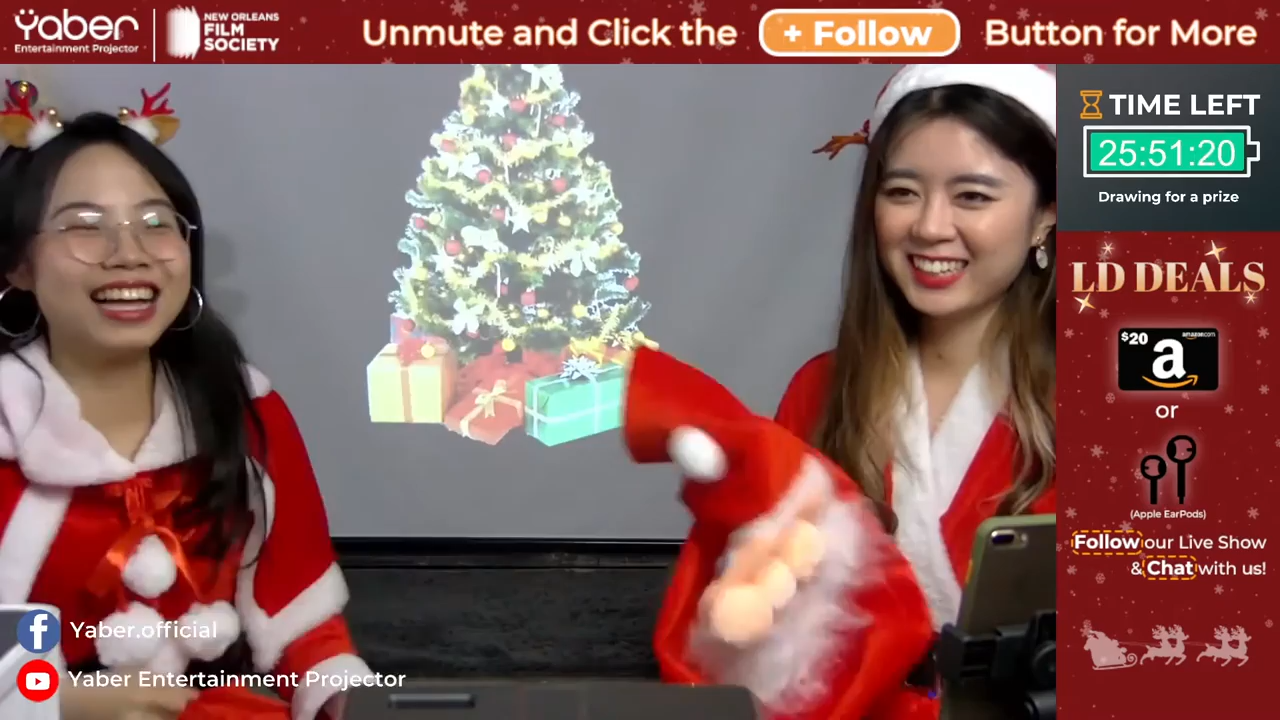 Yaber
Entertainment Projector
NEW ORLEANS
FILM
SOCIETY
Unmute and Click the + Follow Button for More
TIME LEFT
25:51:20
Drawing for a prize
LD DEALS
$20 amazon.com
a
or
(Apple EarPods)
Follow our Live Show
& Chat with us!
f Yaber.official
Yaber Entertainment Projector